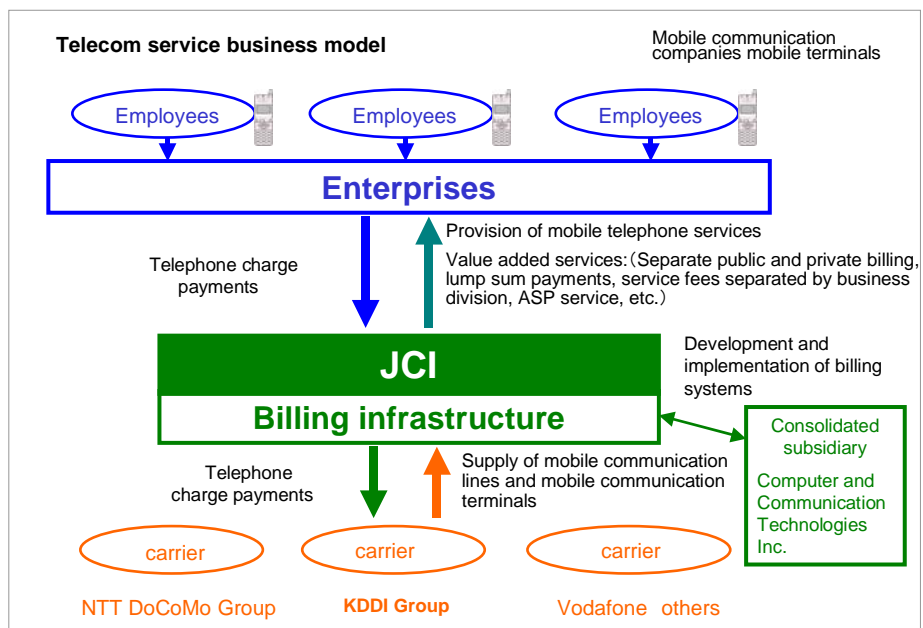 Telecom service business model
Mobile communication
companies mobile terminals
Employees
Employees
Employees
Enterprises
Telephone charge
payments
Provision of mobile telephone services
Value added services:（Separate public and private billing,
lump sum payments, service fees separated by business
division, ASP service, etc.）
JCI
Billing infrastructure
Development and
implementation of billing
systems
Consolidated
subsidiary
Computer and
Communication
Technologies
Inc.
Telephone
charge payments
Supply of mobile communication
lines and mobile communication
terminals
carrier
carrier
carrier
NTT DoCoMo Group
KDDI Group
Vodafone others